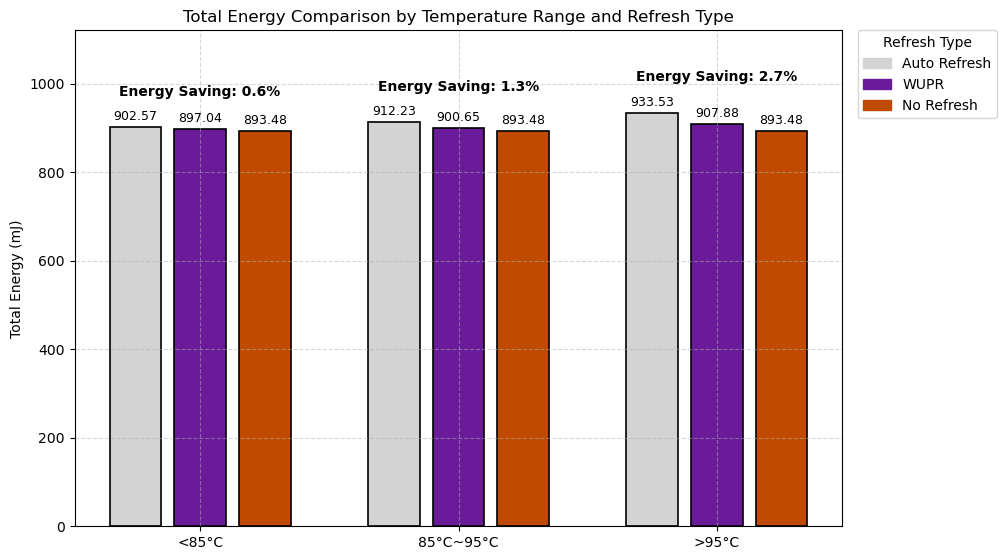 Total Energy Comparison by Temperature Range and Refresh Type
Refresh Type
Auto Refresh
WUPR
No Refresh
Energy Saving: 0.6%
Energy Saving: 1.3%
Energy Saving: 2.7%
902.57
897.04
893.48
912.23
900.65
893.48
933.53
907.88
893.48
Total Energy (mJ)
1000
800
600
400
200
0
<85°C
85°C~95°C
>95°C